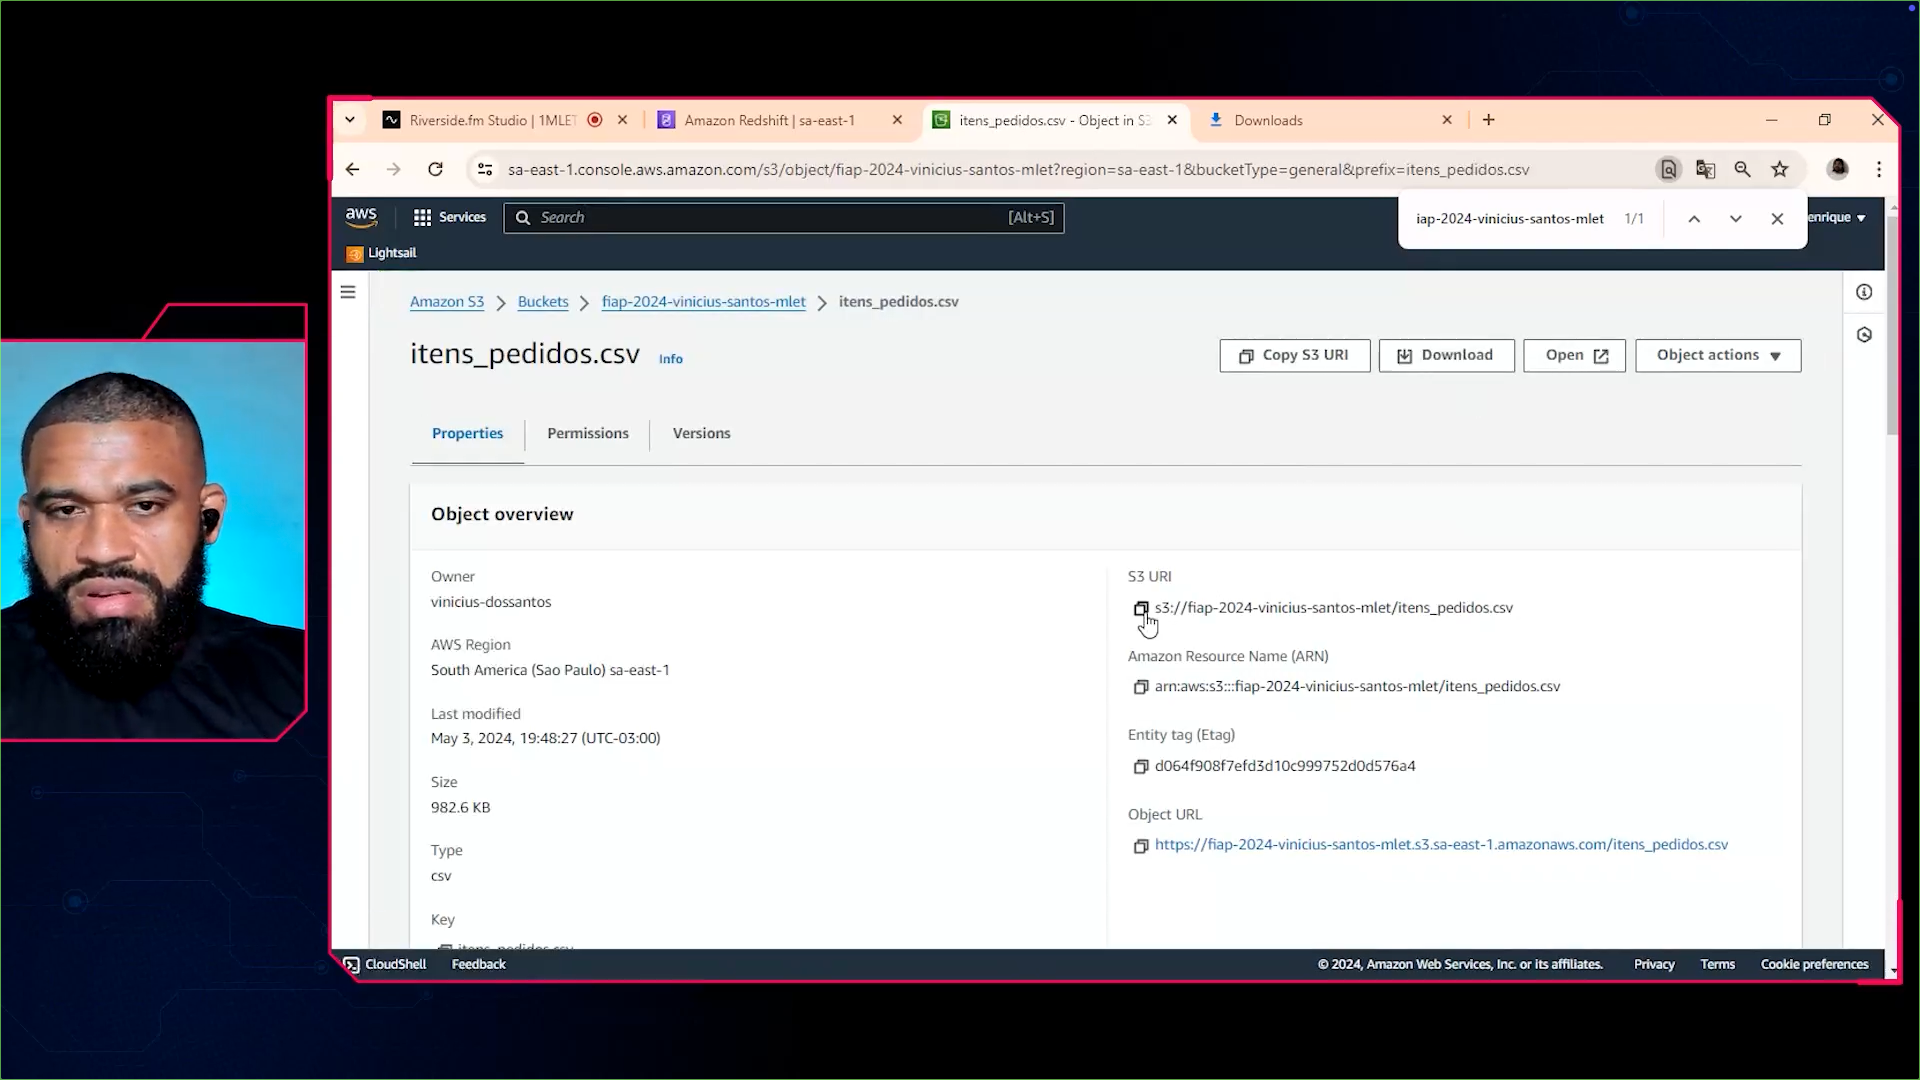 Riverside.fm Studio | 1MLET
Amazon Redshift | sa-east-1
itens_pedidos.csv - Object in S3
Downloads
sa-east-1.console.aws.amazon.com/s3/object/fiap-2024-vinicius-santos-mlet?region=sa-east-1&bucketType=general&prefix=itens_pedidos.csv
aws
Services
Search
[Alt+S]
iap-2024-vinicius-santos-mlet
1/1
enrique
Lightsail
Amazon S3
Buckets
fiap-2024-vinicius-santos-mlet
itens_pedidos.csv
itens_pedidos.csv
Info
Copy S3 URI
Download
Open
Object actions
Properties
Permissions
Versions
Object overview
Owner
vinicius-dossantos
AWS Region
South America (Sao Paulo) sa-east-1
Last modified
May 3, 2024, 19:48:27 (UTC-03:00)
Size
982.6 KB
Type
csv
Key
itens_pedidos.csv
S3 URI
s3://fiap-2024-vinicius-santos-mlet/itens_pedidos.csv
Amazon Resource Name (ARN)
arn:aws:s3:::fiap-2024-vinicius-santos-mlet/itens_pedidos.csv
Entity tag (Etag)
d064f908f7efd3d10c999752d0d576a4
Object URL
https://fiap-2024-vinicius-santos-mlet.s3.sa-east-1.amazonaws.com/itens_pedidos.csv
CloudShell
Feedback
© 2024, Amazon Web Services, Inc. or its affiliates.
Privacy
Terms
Cookie preferences